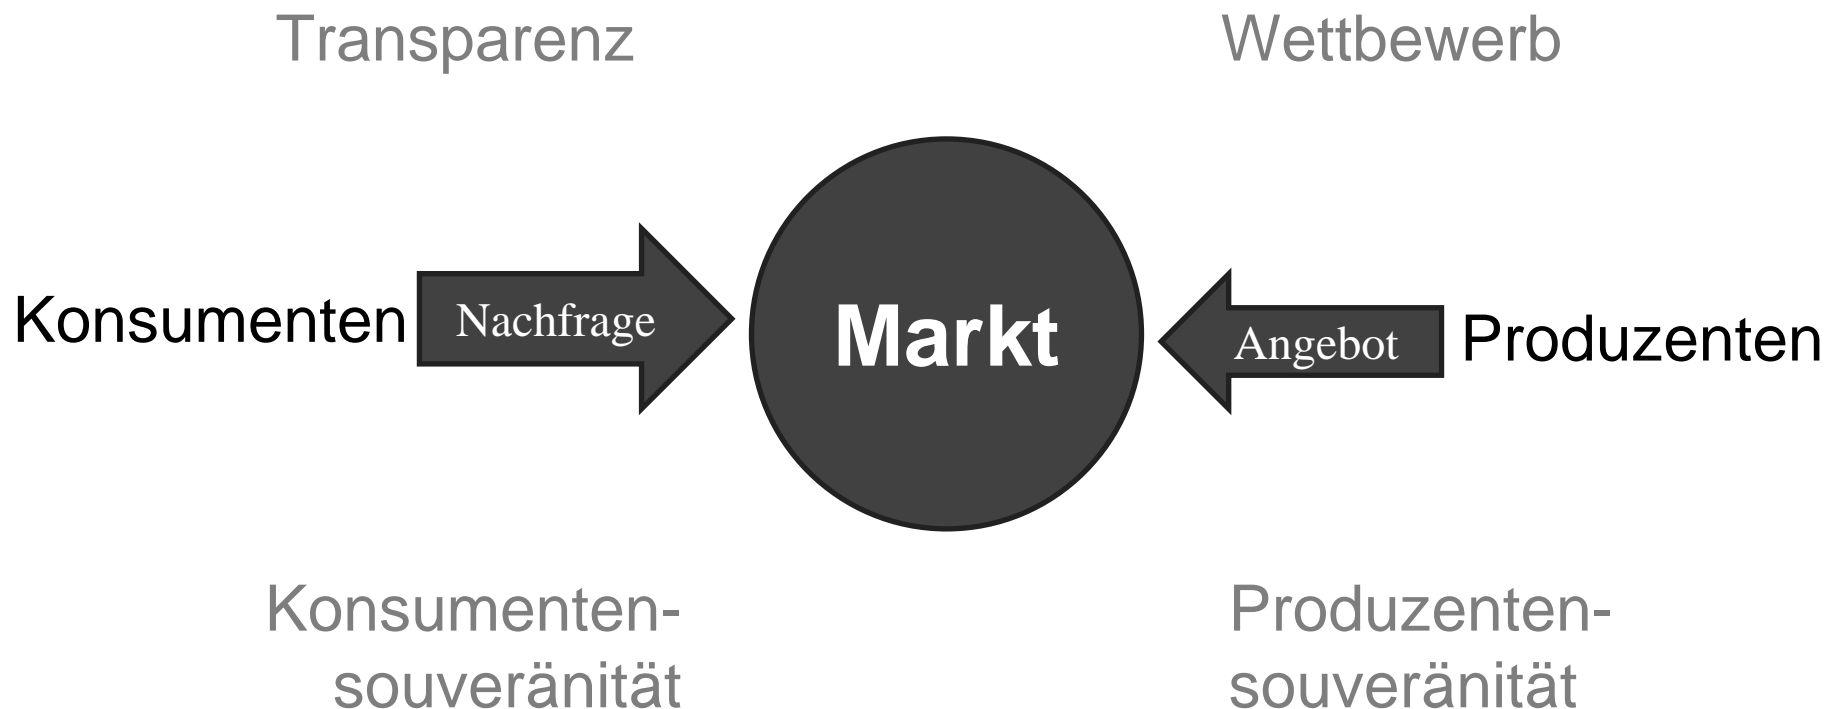 Transparenz
Wettbewerb
Konsumenten
Nachfrage
Markt
Angebot
Produzenten
Konsumenten-
souveränität
Produzenten-
souveränität